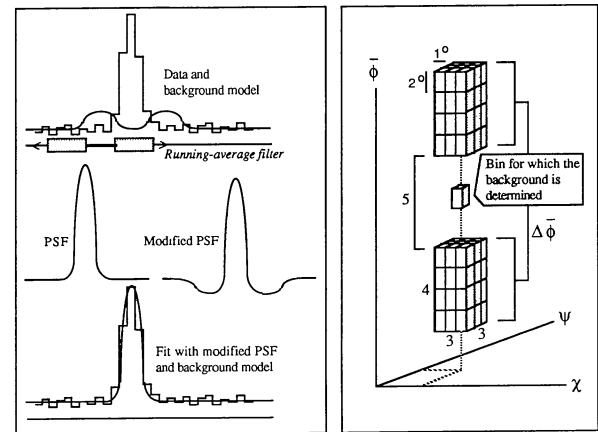 Data and
background model
Running-average filter
PSF
Modified PSF
Fit with modified PSF
and background model
φ̄
1°
2°
5
Bin for which the
background is
determined
Δφ̄
4
3
3
ψ
χ